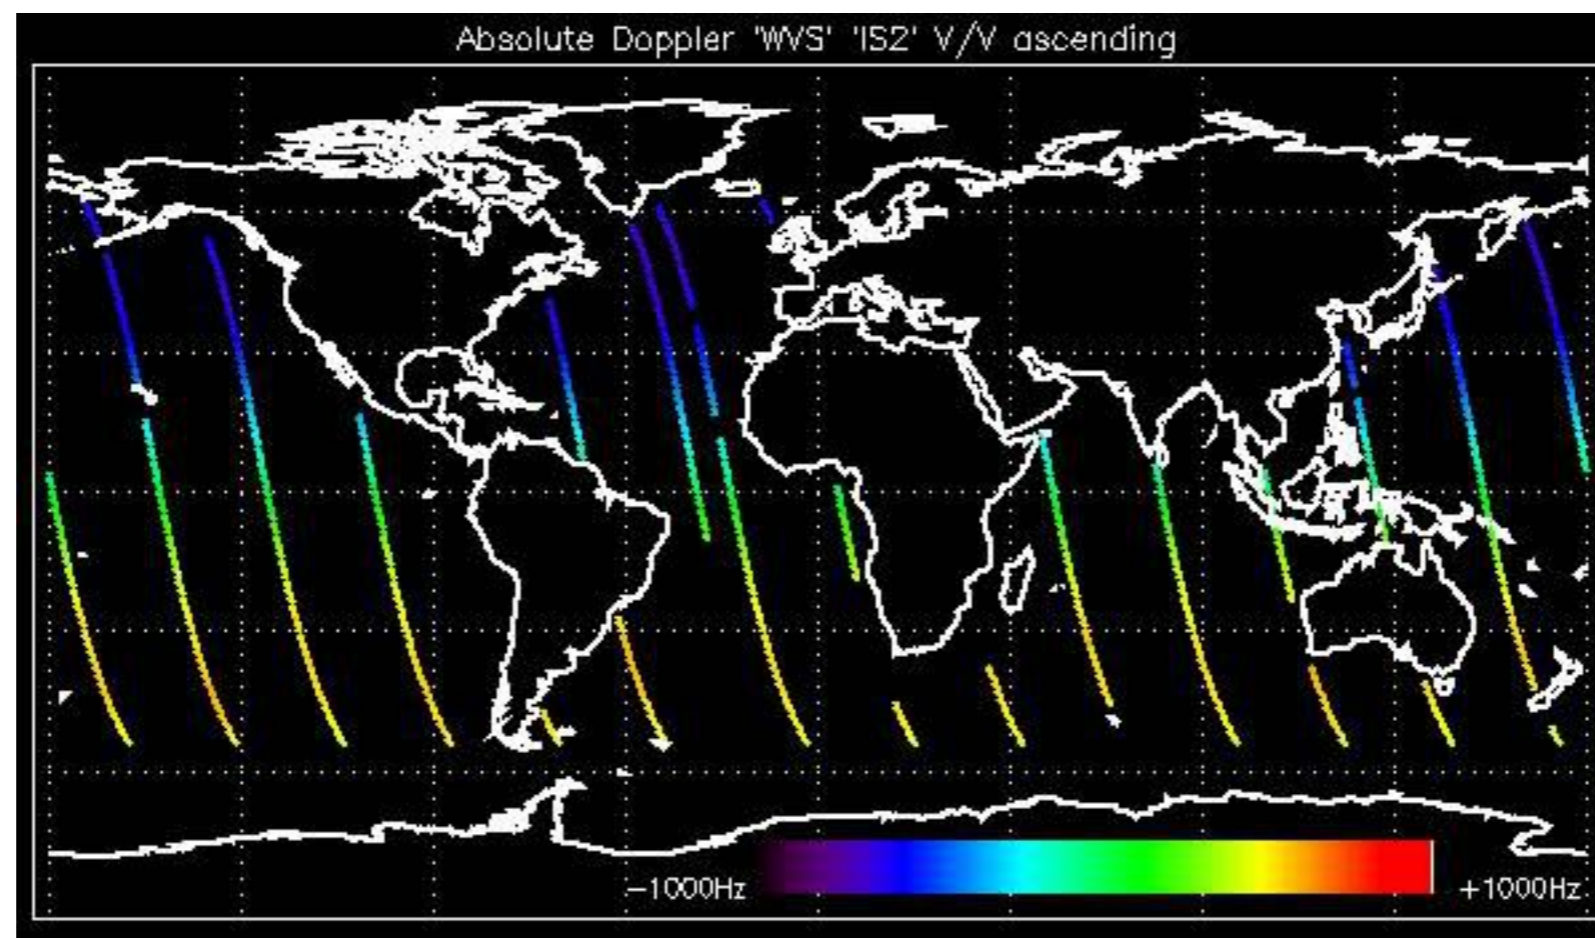 Absolute Doppler 'WVS' 'IS2' V/V ascending
−1000Hz
+1000Hz